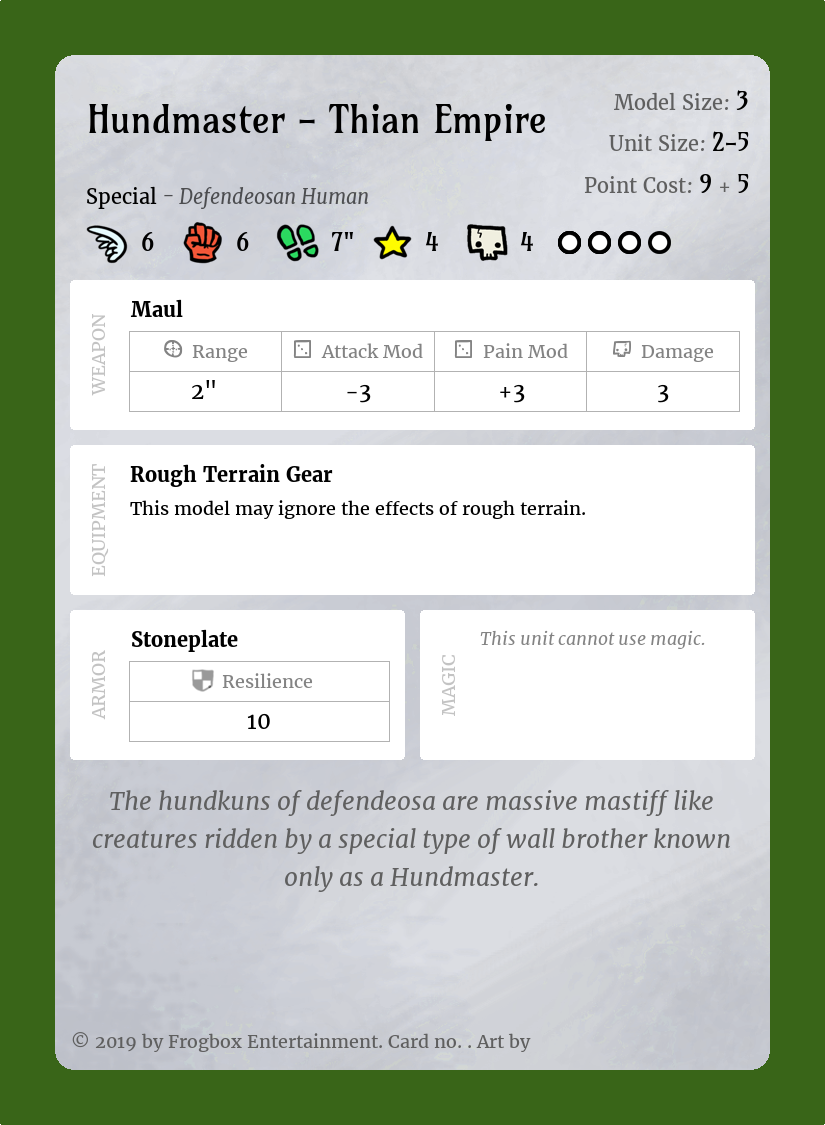 Hundmaster – Thian Empire
Model Size: 3
Unit Size: 2–5
Point Cost: 9 + 5
Special – Defendeosan Human
6 6 7" 4 4
WEAPON
Maul
Range Attack Mod Pain Mod Damage
2" -3 +3 3
EQUIPMENT
Rough Terrain Gear
This model may ignore the effects of rough terrain.
ARMOR
Stoneplate
Resilience
10
MAGIC
This unit cannot use magic.
The hundkuns of defendeosa are massive mastiff like
creatures ridden by a special type of wall brother known
only as a Hundmaster.
© 2019 by Frogbox Entertainment. Card no. . Art by